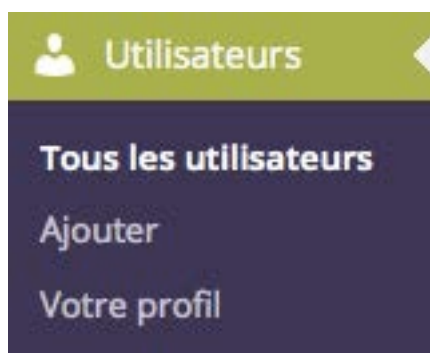 Utilisateurs
Tous les utilisateurs
Ajouter
Votre profil